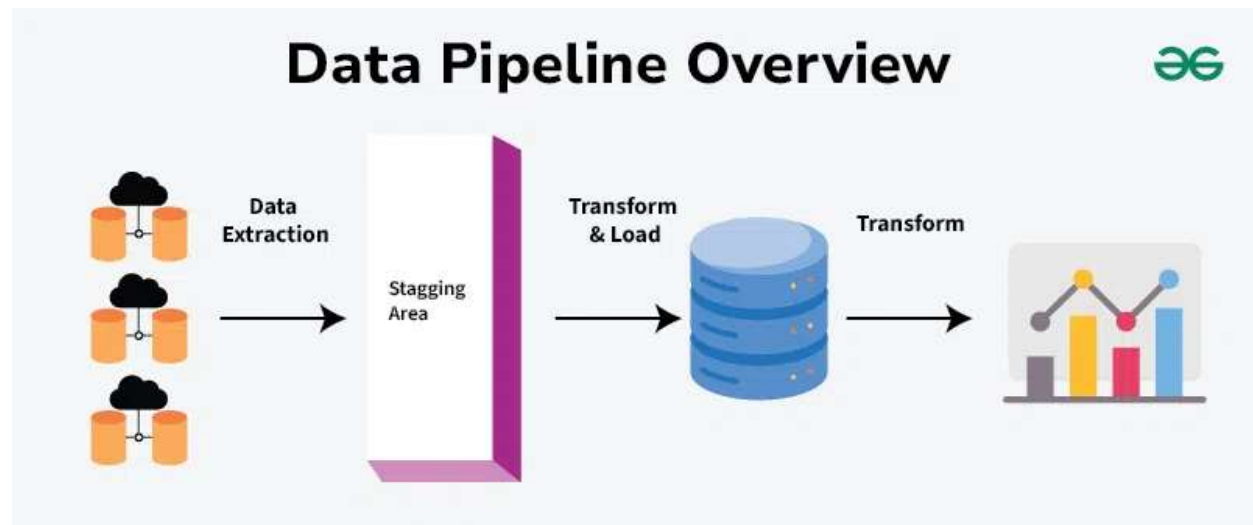 Data Pipeline Overview
Data
Extraction
Stagging
Area
Transform
& Load
Transform